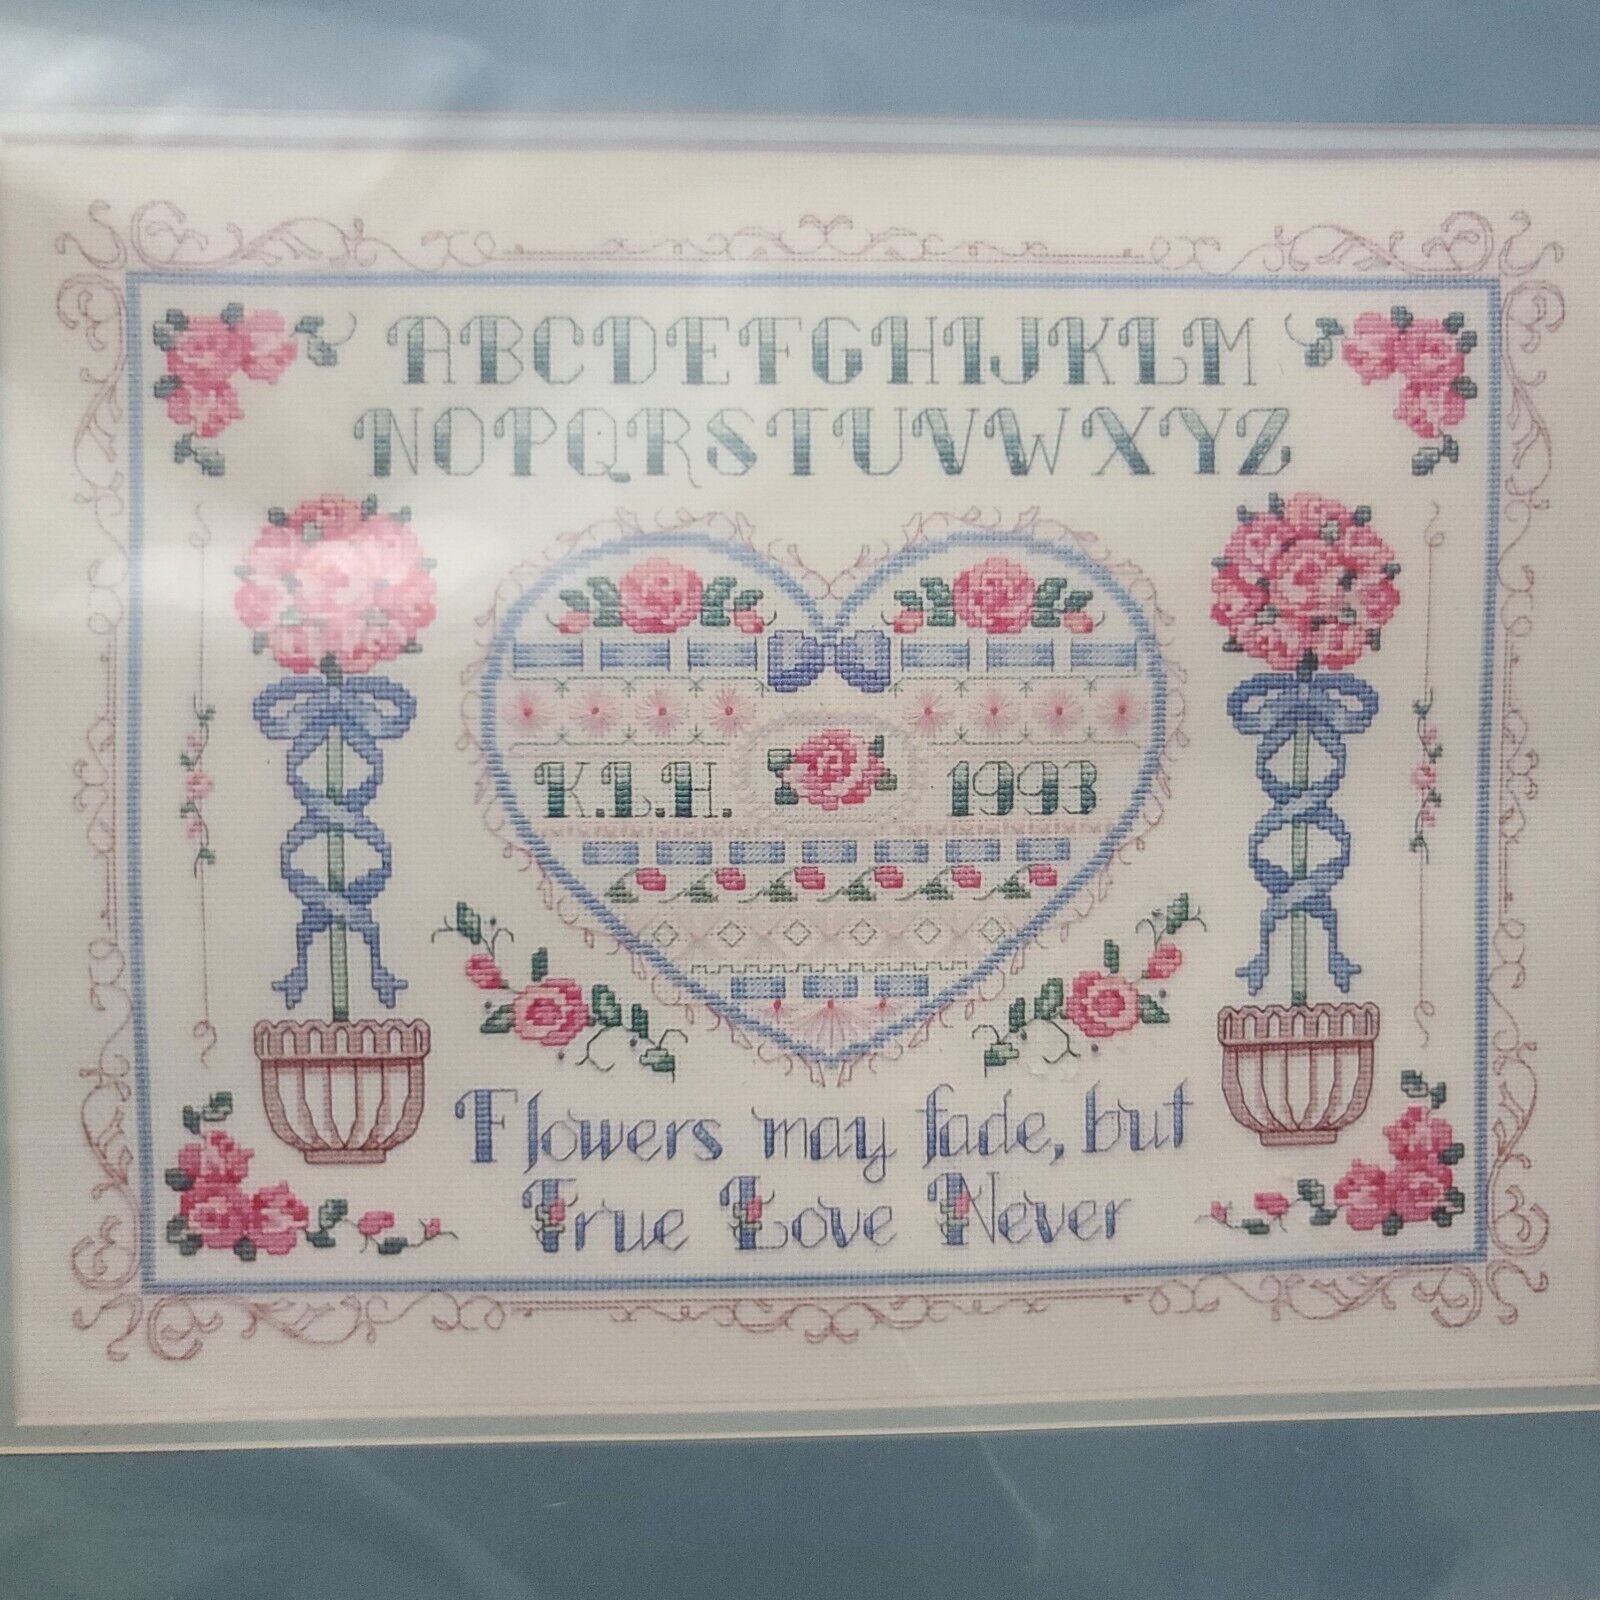 ABCDEFGHIJKLM
NOPQRSTUVWXYZ
K.L.H. 1993
Flowers may fade, but
True Love Never